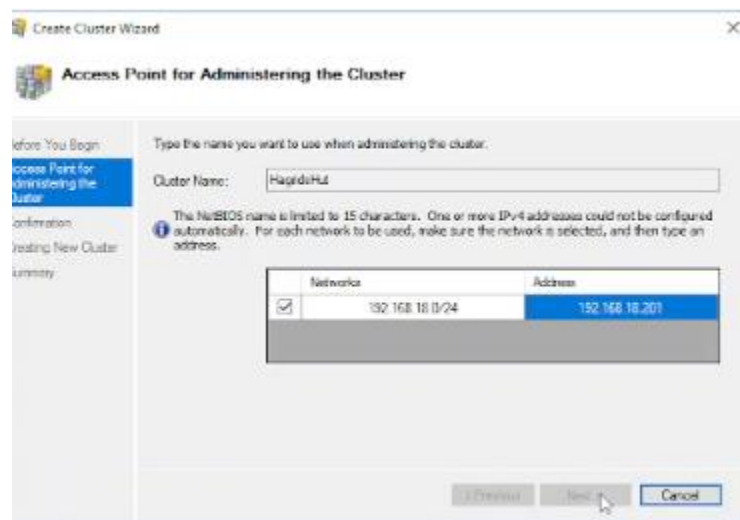 Create Cluster Wizard
Access Point for Administering the Cluster
Before You Begin
Access Point for
Administering the
Cluster
Confirmation
Creating New Cluster
Summary
Type the name you want to use when administering the cluster.
Cluster Name: HagridsHut
The NetBIOS name is limited to 15 characters. One or more IPv4 addresses could not be configured
automatically. For each network to be used, make sure the network is selected, and then type an
address.
Networks Address
192.168.18.0/24 192.168.18.201
< Previous Next > Cancel